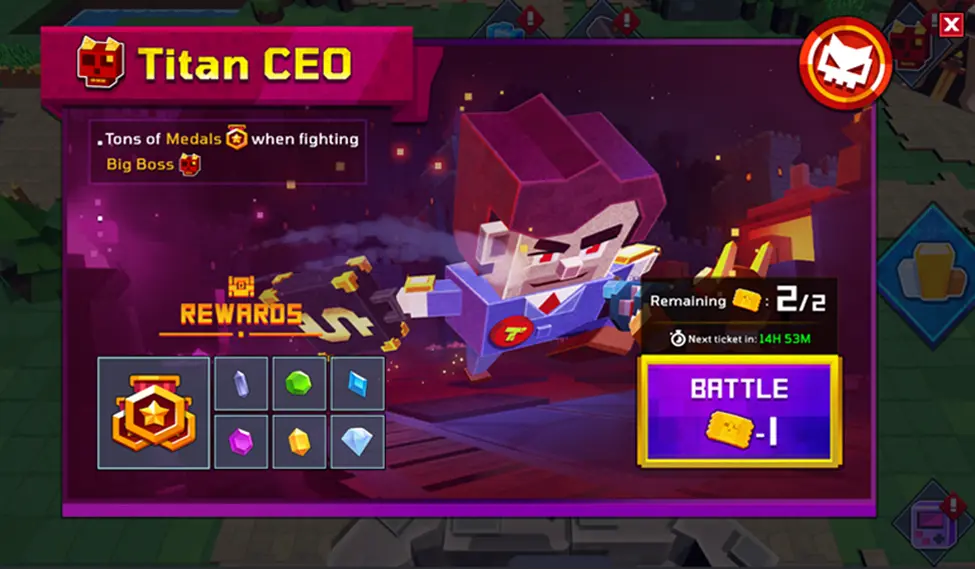 Titan CEO
Tons of Medals when fighting
Big Boss
REWARDS
$
T
Remaining : 2/2
Next ticket in: 14H 53M
BATTLE
-1